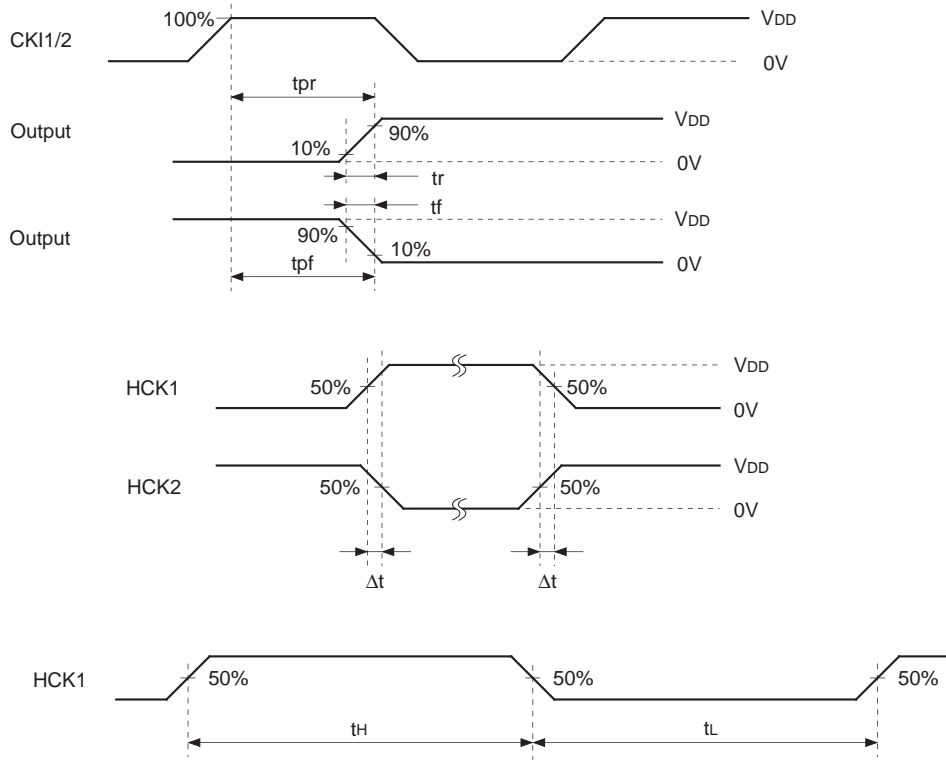 100%
VDD
CKI1/2
0V
tpr
VDD
Output
90%
10%
0V
tr
tf
VDD
Output
90%
10%
0V
tpf
VDD
HCK1
50%
50%
0V
VDD
HCK2
50%
50%
0V
Δt
Δt
HCK1
50%
50%
50%
tH
tL